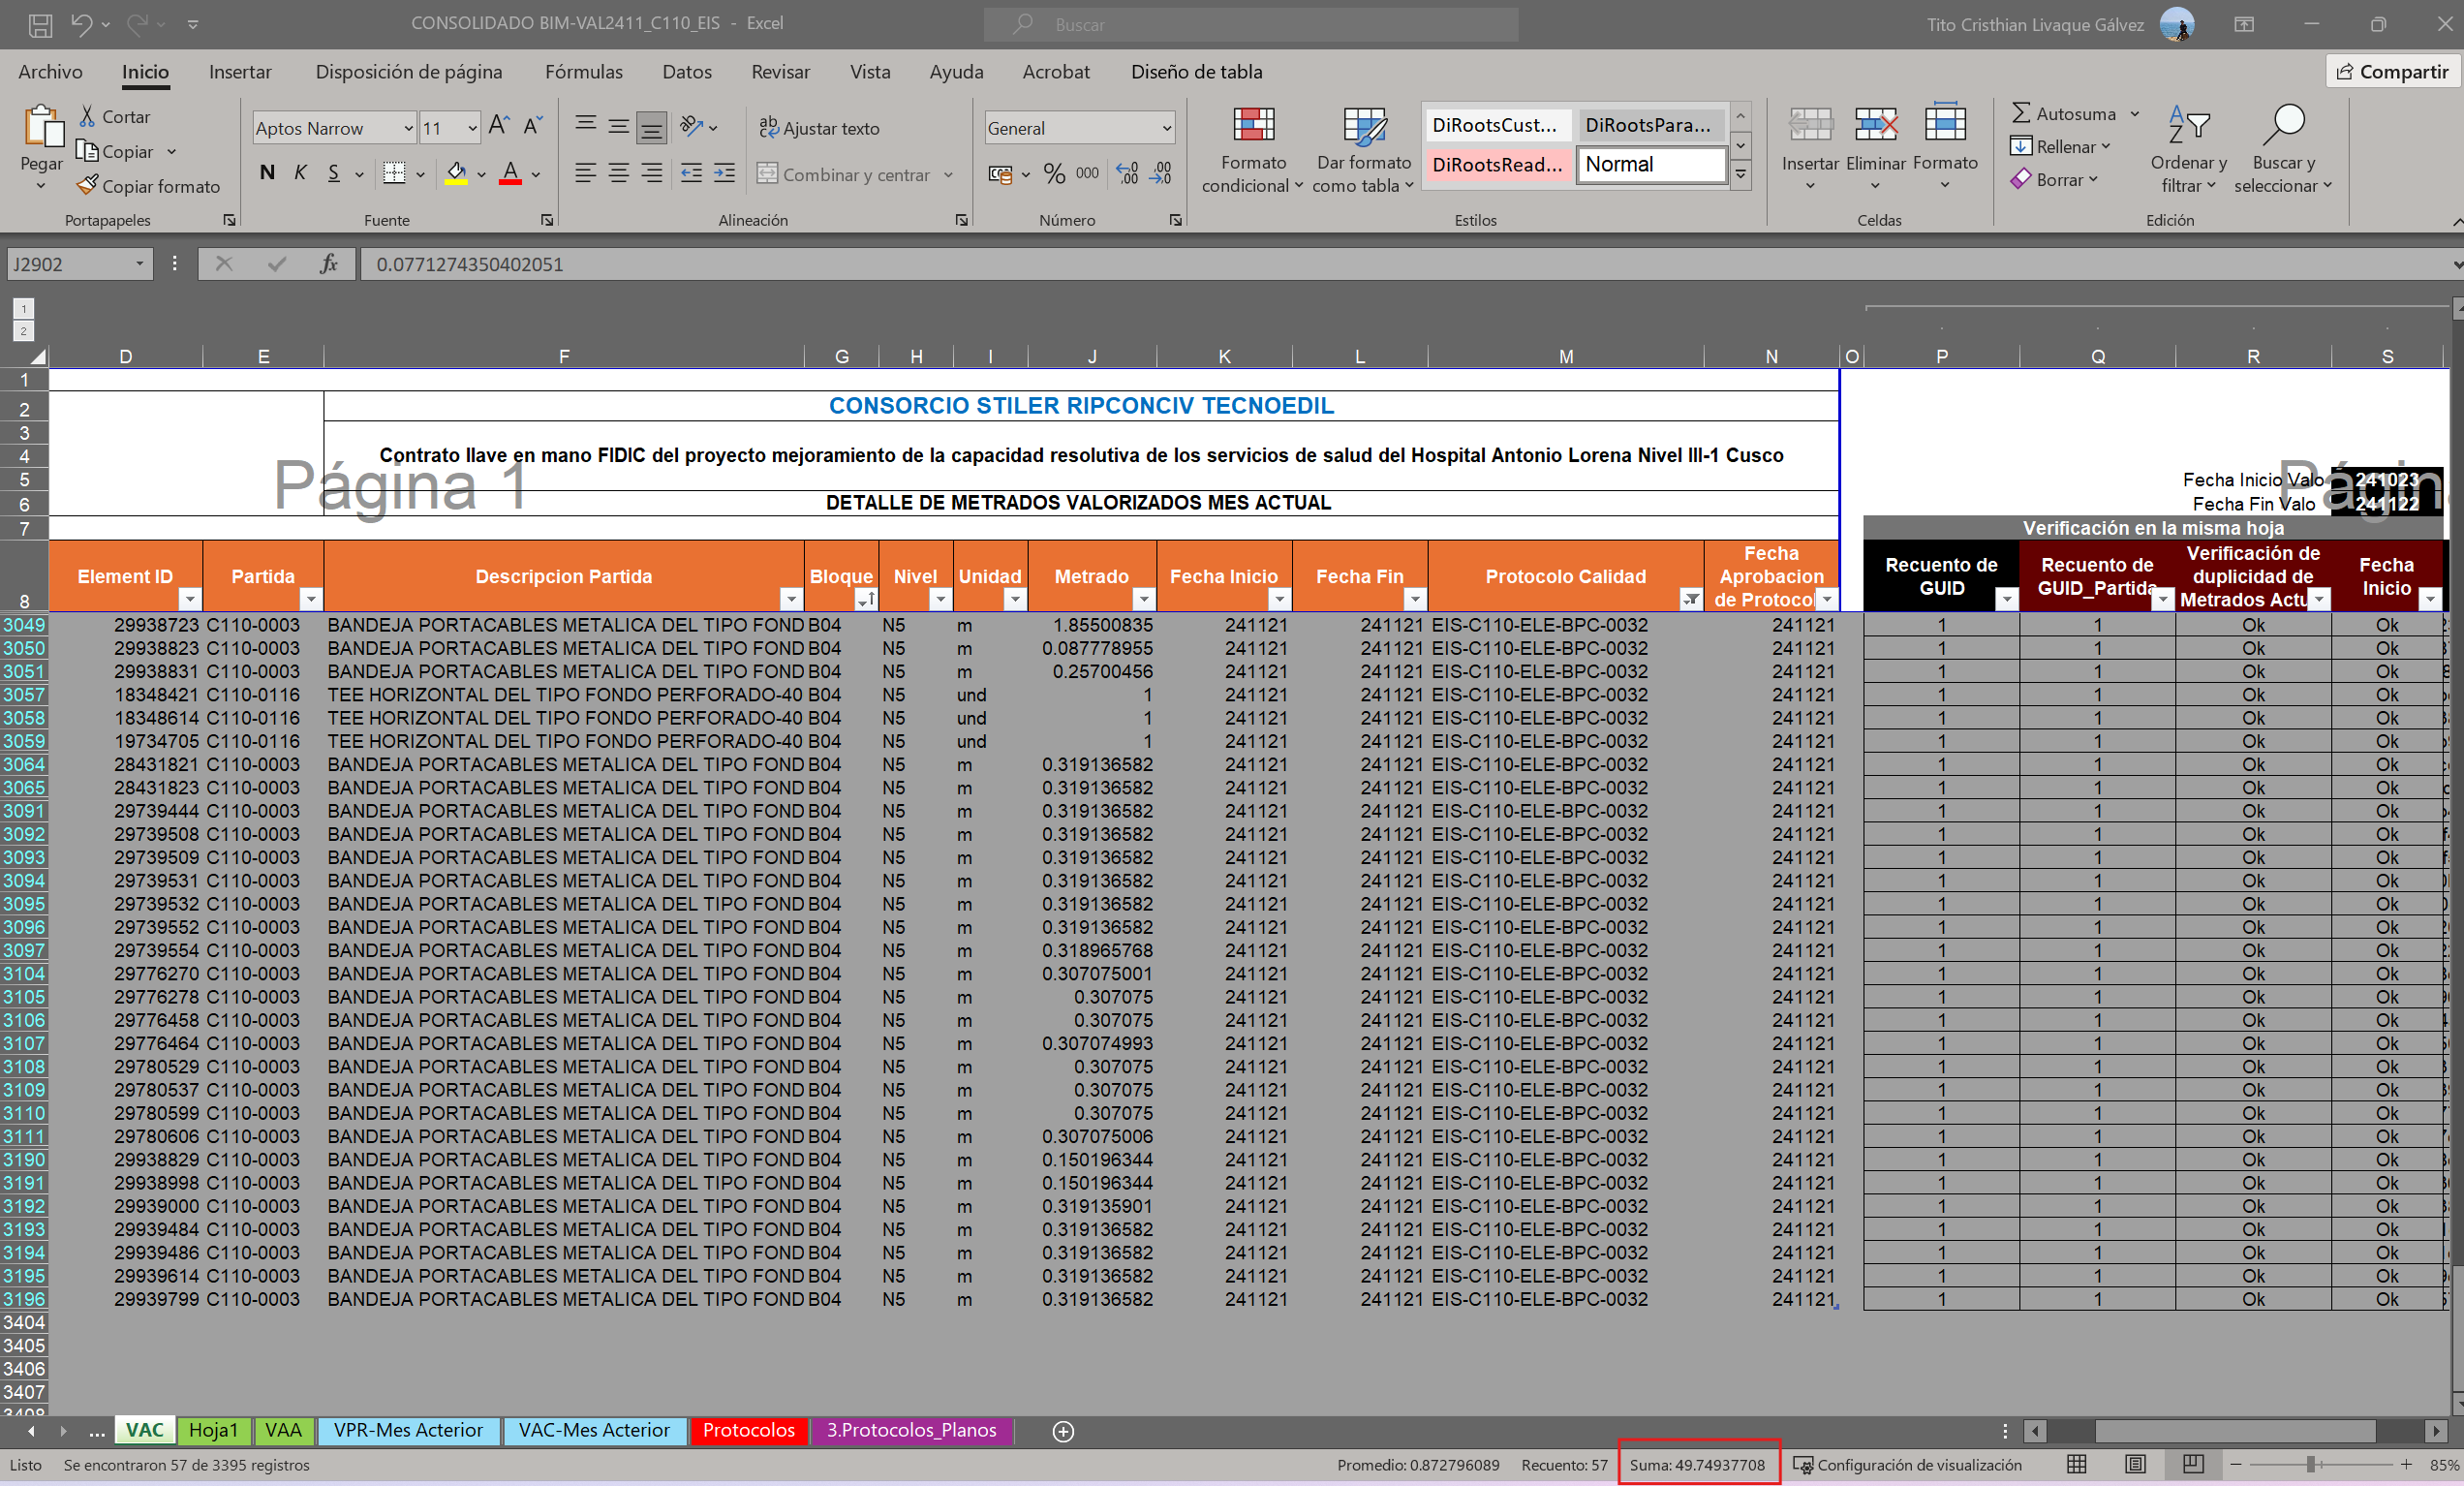 CONSOLIDADO BIM-VAL2411_C110_EIS - Excel
Buscar
Tito Cristhian Livaque Gálvez
Archivo Inicio Insertar Disposición de página Fórmulas Datos Revisar Vista Ayuda Acrobat Diseño de tabla Compartir
Pegar Cortar Copiar Copiar formato
Portapapeles
Aptos Narrow 11
N K S
Fuente
Ajustar texto
Combinar y centrar
Alineación
General
% 000
Número
Formato condicional
Dar formato como tabla
DiRootsCust... DiRootsPara...
DiRootsRead... Normal
Estilos
Insertar Eliminar Formato
Celdas
Autosuma
Rellenar
Borrar
Ordenar y filtrar
Buscar y seleccionar
Edición
J2902 fx 0.0771274350402051
1
2
D E F G H I J K L M N O P Q R S
1
2 CONSORCIO STILER RIPCONCIV TECNOEDIL
3
4 Contrato llave en mano FIDIC del proyecto mejoramiento de la capacidad resolutiva de los servicios de salud del Hospital Antonio Lorena Nivel III-1 Cusco
Página 1
5 Fecha Inicio Valo 241023
6 DETALLE DE METRADOS VALORIZADOS MES ACTUAL Fecha Fin Valo 241122
7 Verificación en la misma hoja
8 Element ID Partida Descripcion Partida Bloque Nivel Unidad Metrado Fecha Inicio Fecha Fin Protocolo Calidad Fecha Aprobacion de Protocol Recuento de GUID Recuento de GUID_Partida Verificación de duplicidad de Metrados Actu Fecha Inicio
3049 29938723 C110-0003 BANDEJA PORTACABLES METALICA DEL TIPO FOND B04 N5 m 1.85500835 241121 241121 EIS-C110-ELE-BPC-0032 241121 1 1 Ok Ok
3050 29938823 C110-0003 BANDEJA PORTACABLES METALICA DEL TIPO FOND B04 N5 m 0.087778955 241121 241121 EIS-C110-ELE-BPC-0032 241121 1 1 Ok Ok
3051 29938831 C110-0003 BANDEJA PORTACABLES METALICA DEL TIPO FOND B04 N5 m 0.25700456 241121 241121 EIS-C110-ELE-BPC-0032 241121 1 1 Ok Ok
3057 18348421 C110-0116 TEE HORIZONTAL DEL TIPO FONDO PERFORADO-40 B04 N5 und 1 241121 241121 EIS-C110-ELE-BPC-0032 241121 1 1 Ok Ok
3058 18348614 C110-0116 TEE HORIZONTAL DEL TIPO FONDO PERFORADO-40 B04 N5 und 1 241121 241121 EIS-C110-ELE-BPC-0032 241121 1 1 Ok Ok
3059 19734705 C110-0116 TEE HORIZONTAL DEL TIPO FONDO PERFORADO-40 B04 N5 und 1 241121 241121 EIS-C110-ELE-BPC-0032 241121 1 1 Ok Ok
3064 28431821 C110-0003 BANDEJA PORTACABLES METALICA DEL TIPO FOND B04 N5 m 0.319136582 241121 241121 EIS-C110-ELE-BPC-0032 241121 1 1 Ok Ok
3065 28431823 C110-0003 BANDEJA PORTACABLES METALICA DEL TIPO FOND B04 N5 m 0.319136582 241121 241121 EIS-C110-ELE-BPC-0032 241121 1 1 Ok Ok
3091 29739444 C110-0003 BANDEJA PORTACABLES METALICA DEL TIPO FOND B04 N5 m 0.319136582 241121 241121 EIS-C110-ELE-BPC-0032 241121 1 1 Ok Ok
3092 29739508 C110-0003 BANDEJA PORTACABLES METALICA DEL TIPO FOND B04 N5 m 0.319136582 241121 241121 EIS-C110-ELE-BPC-0032 241121 1 1 Ok Ok
3093 29739509 C110-0003 BANDEJA PORTACABLES METALICA DEL TIPO FOND B04 N5 m 0.319136582 241121 241121 EIS-C110-ELE-BPC-0032 241121 1 1 Ok Ok
3094 29739531 C110-0003 BANDEJA PORTACABLES METALICA DEL TIPO FOND B04 N5 m 0.319136582 241121 241121 EIS-C110-ELE-BPC-0032 241121 1 1 Ok Ok
3095 29739532 C110-0003 BANDEJA PORTACABLES METALICA DEL TIPO FOND B04 N5 m 0.319136582 241121 241121 EIS-C110-ELE-BPC-0032 241121 1 1 Ok Ok
3096 29739552 C110-0003 BANDEJA PORTACABLES METALICA DEL TIPO FOND B04 N5 m 0.319136582 241121 241121 EIS-C110-ELE-BPC-0032 241121 1 1 Ok Ok
3097 29739554 C110-0003 BANDEJA PORTACABLES METALICA DEL TIPO FOND B04 N5 m 0.318965768 241121 241121 EIS-C110-ELE-BPC-0032 241121 1 1 Ok Ok
3104 29776270 C110-0003 BANDEJA PORTACABLES METALICA DEL TIPO FOND B04 N5 m 0.307075001 241121 241121 EIS-C110-ELE-BPC-0032 241121 1 1 Ok Ok
3105 29776278 C110-0003 BANDEJA PORTACABLES METALICA DEL TIPO FOND B04 N5 m 0.307075 241121 241121 EIS-C110-ELE-BPC-0032 241121 1 1 Ok Ok
3106 29776458 C110-0003 BANDEJA PORTACABLES METALICA DEL TIPO FOND B04 N5 m 0.307075 241121 241121 EIS-C110-ELE-BPC-0032 241121 1 1 Ok Ok
3107 29776464 C110-0003 BANDEJA PORTACABLES METALICA DEL TIPO FOND B04 N5 m 0.307074993 241121 241121 EIS-C110-ELE-BPC-0032 241121 1 1 Ok Ok
3108 29780529 C110-0003 BANDEJA PORTACABLES METALICA DEL TIPO FOND B04 N5 m 0.307075 241121 241121 EIS-C110-ELE-BPC-0032 241121 1 1 Ok Ok
3109 29780537 C110-0003 BANDEJA PORTACABLES METALICA DEL TIPO FOND B04 N5 m 0.307075 241121 241121 EIS-C110-ELE-BPC-0032 241121 1 1 Ok Ok
3110 29780599 C110-0003 BANDEJA PORTACABLES METALICA DEL TIPO FOND B04 N5 m 0.307075 241121 241121 EIS-C110-ELE-BPC-0032 241121 1 1 Ok Ok
3111 29780606 C110-0003 BANDEJA PORTACABLES METALICA DEL TIPO FOND B04 N5 m 0.307075006 241121 241121 EIS-C110-ELE-BPC-0032 241121 1 1 Ok Ok
3190 29938829 C110-0003 BANDEJA PORTACABLES METALICA DEL TIPO FOND B04 N5 m 0.150196344 241121 241121 EIS-C110-ELE-BPC-0032 241121 1 1 Ok Ok
3191 29938998 C110-0003 BANDEJA PORTACABLES METALICA DEL TIPO FOND B04 N5 m 0.150196344 241121 241121 EIS-C110-ELE-BPC-0032 241121 1 1 Ok Ok
3192 29939000 C110-0003 BANDEJA PORTACABLES METALICA DEL TIPO FOND B04 N5 m 0.319135901 241121 241121 EIS-C110-ELE-BPC-0032 241121 1 1 Ok Ok
3193 29939484 C110-0003 BANDEJA PORTACABLES METALICA DEL TIPO FOND B04 N5 m 0.319136582 241121 241121 EIS-C110-ELE-BPC-0032 241121 1 1 Ok Ok
3194 29939486 C110-0003 BANDEJA PORTACABLES METALICA DEL TIPO FOND B04 N5 m 0.319136582 241121 241121 EIS-C110-ELE-BPC-0032 241121 1 1 Ok Ok
3195 29939614 C110-0003 BANDEJA PORTACABLES METALICA DEL TIPO FOND B04 N5 m 0.319136582 241121 241121 EIS-C110-ELE-BPC-0032 241121 1 1 Ok Ok
3196 29939799 C110-0003 BANDEJA PORTACABLES METALICA DEL TIPO FOND B04 N5 m 0.319136582 241121 241121 EIS-C110-ELE-BPC-0032 241121 1 1 Ok Ok
3404
3405
3406
3407
3408
... VAC Hoja1 VAA VPR-Mes Acterior VAC-Mes Acterior Protocolos 3.Protocolos_Planos
Listo Se encontraron 57 de 3395 registros Promedio: 0.872796089 Recuento: 57 Suma: 49.74937708 Configuración de visualización 85%